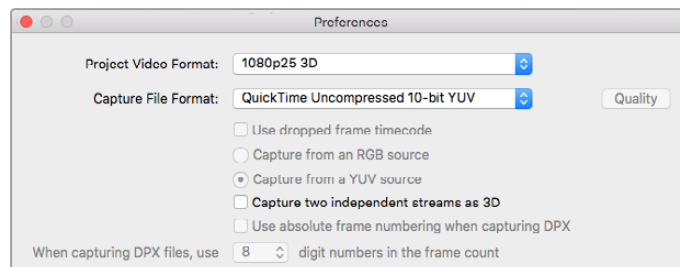 Preferences
Project Video Format: 1080p25 3D
Capture File Format: QuickTime Uncompressed 10-bit YUV Quality
Use dropped frame timecode
Capture from an RGB source
Capture from a YUV source
Capture two independent streams as 3D
Use absolute frame numbering when capturing DPX
When capturing DPX files, use 8 digit numbers in the frame count